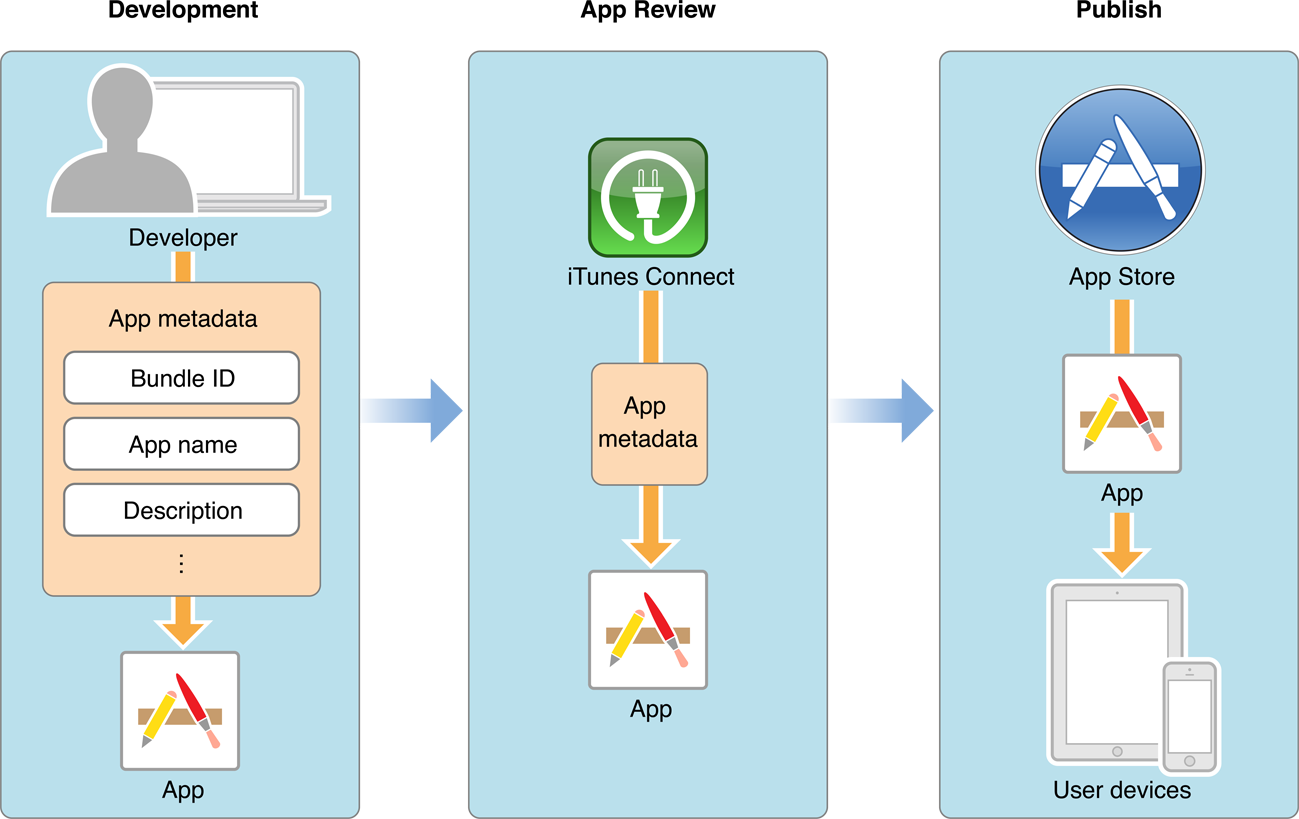 Development
Developer
App metadata
Bundle ID
App name
Description
⋮
App
App Review
iTunes Connect
App
metadata
App
Publish
App Store
App
User devices